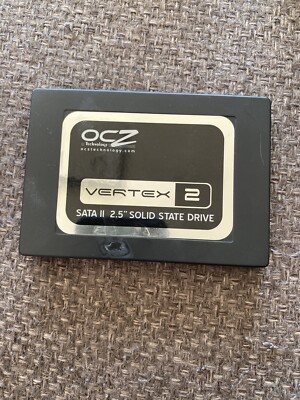 OCZ
Technology
ocztechnology.com
VERTEX 2
SATA II 2.5" SOLID STATE DRIVE